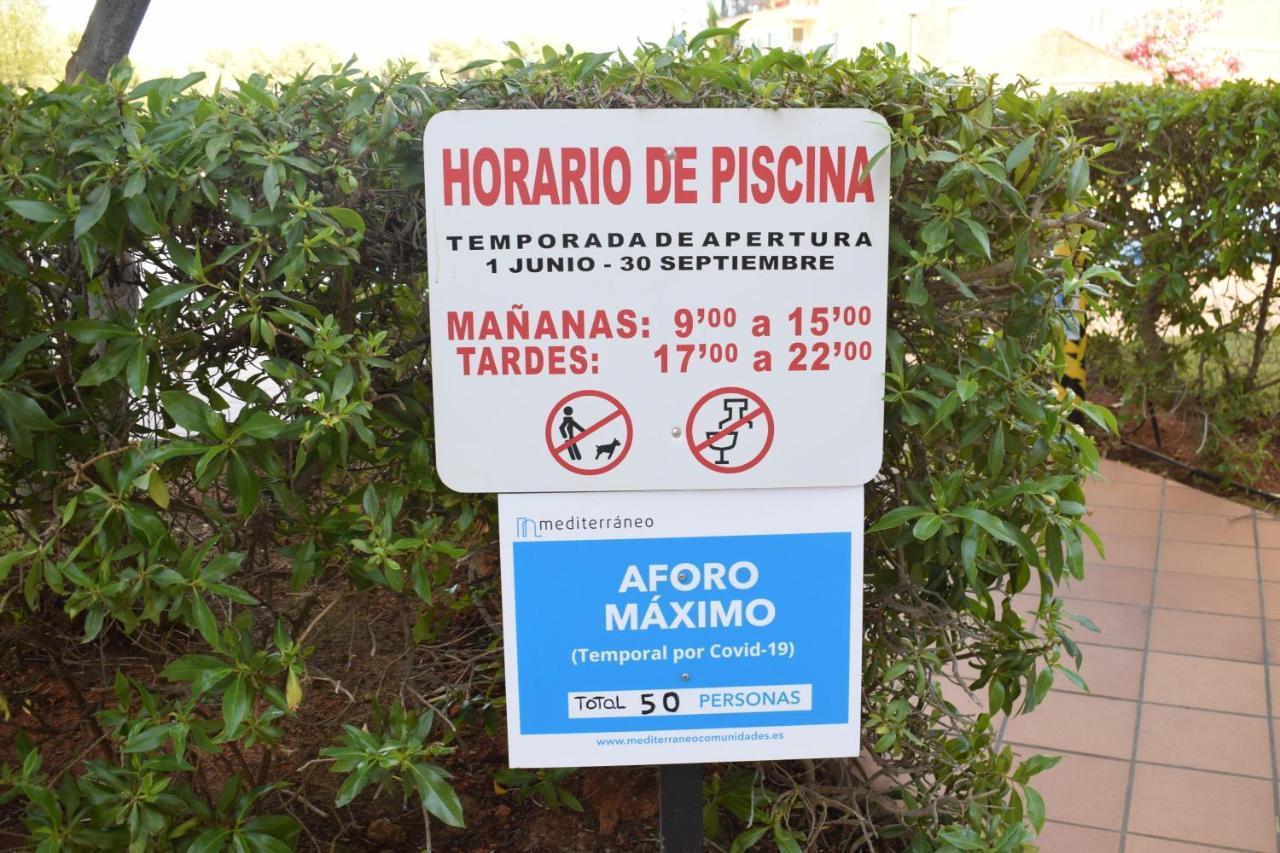 HORARIO DE PISCINA
TEMPORADA DE APERTURA
1 JUNIO - 30 SEPTIEMBRE
MAÑANAS: 9'00 a 15'00
TARDES: 17'00 a 22'00
mediterráneo
AFORO
MÁXIMO
(Temporal por Covid-19)
TOTAL 50 PERSONAS
www.mediterraneocomunidades.es